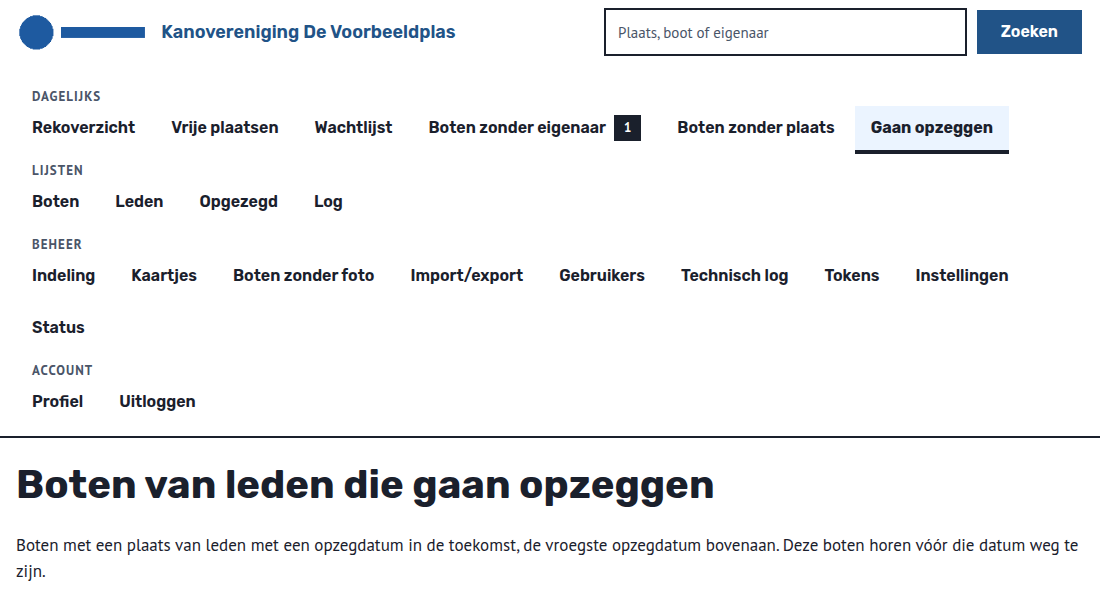 Kanovereniging De Voorbeeldplas
Plaats, boot of eigenaar
Zoeken
DAGELIJKS
Rekoverzicht Vrije plaatsen Wachtlijst Boten zonder eigenaar 1 Boten zonder plaats Gaan opzeggen
LIJSTEN
Boten Leden Opgezegd Log
BEHEER
Indeling Kaartjes Boten zonder foto Import/export Gebruikers Technisch log Tokens Instellingen
Status
ACCOUNT
Profiel Uitloggen
Boten van leden die gaan opzeggen
Boten met een plaats van leden met een opzegdatum in de toekomst, de vroegste opzegdatum bovenaan. Deze boten horen vóór die datum weg te
zijn.